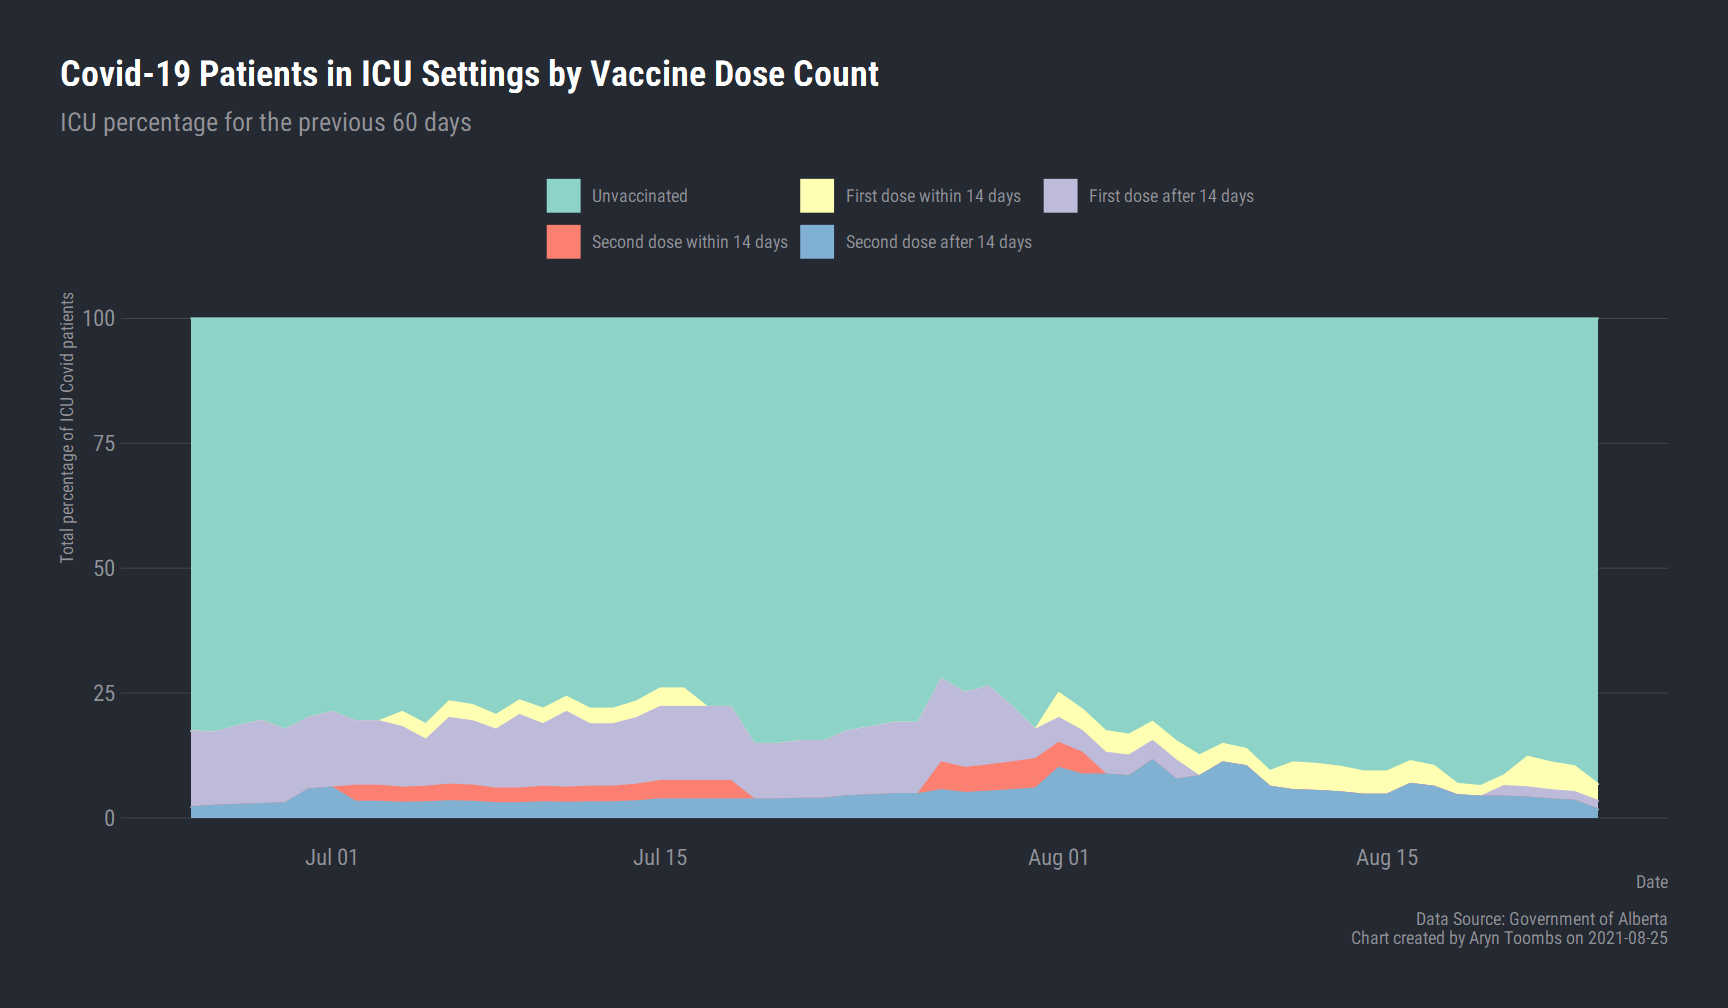 Covid-19 Patients in ICU Settings by Vaccine Dose Count
ICU percentage for the previous 60 days
Unvaccinated
First dose within 14 days
First dose after 14 days
Second dose within 14 days
Second dose after 14 days
Total percentage of ICU Covid patients
100
75
50
25
0
Jul 01
Jul 15
Aug 01
Aug 15
Date
Data Source: Government of Alberta
Chart created by Aryn Toombs on 2021-08-25